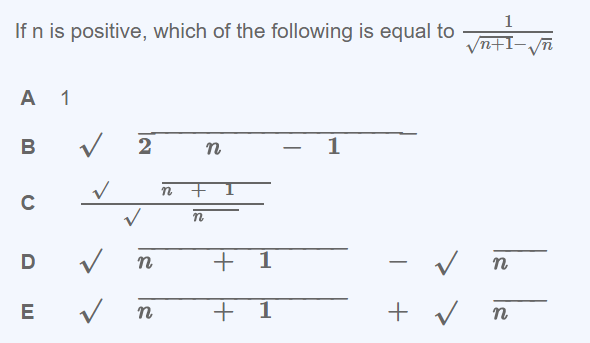 If n is positive, which of the following is equal to 1/(√n+1−√n)
A 1
B √2n − 1
C √n + 1/√n
D √n + 1 − √n
E √n + 1 + √n